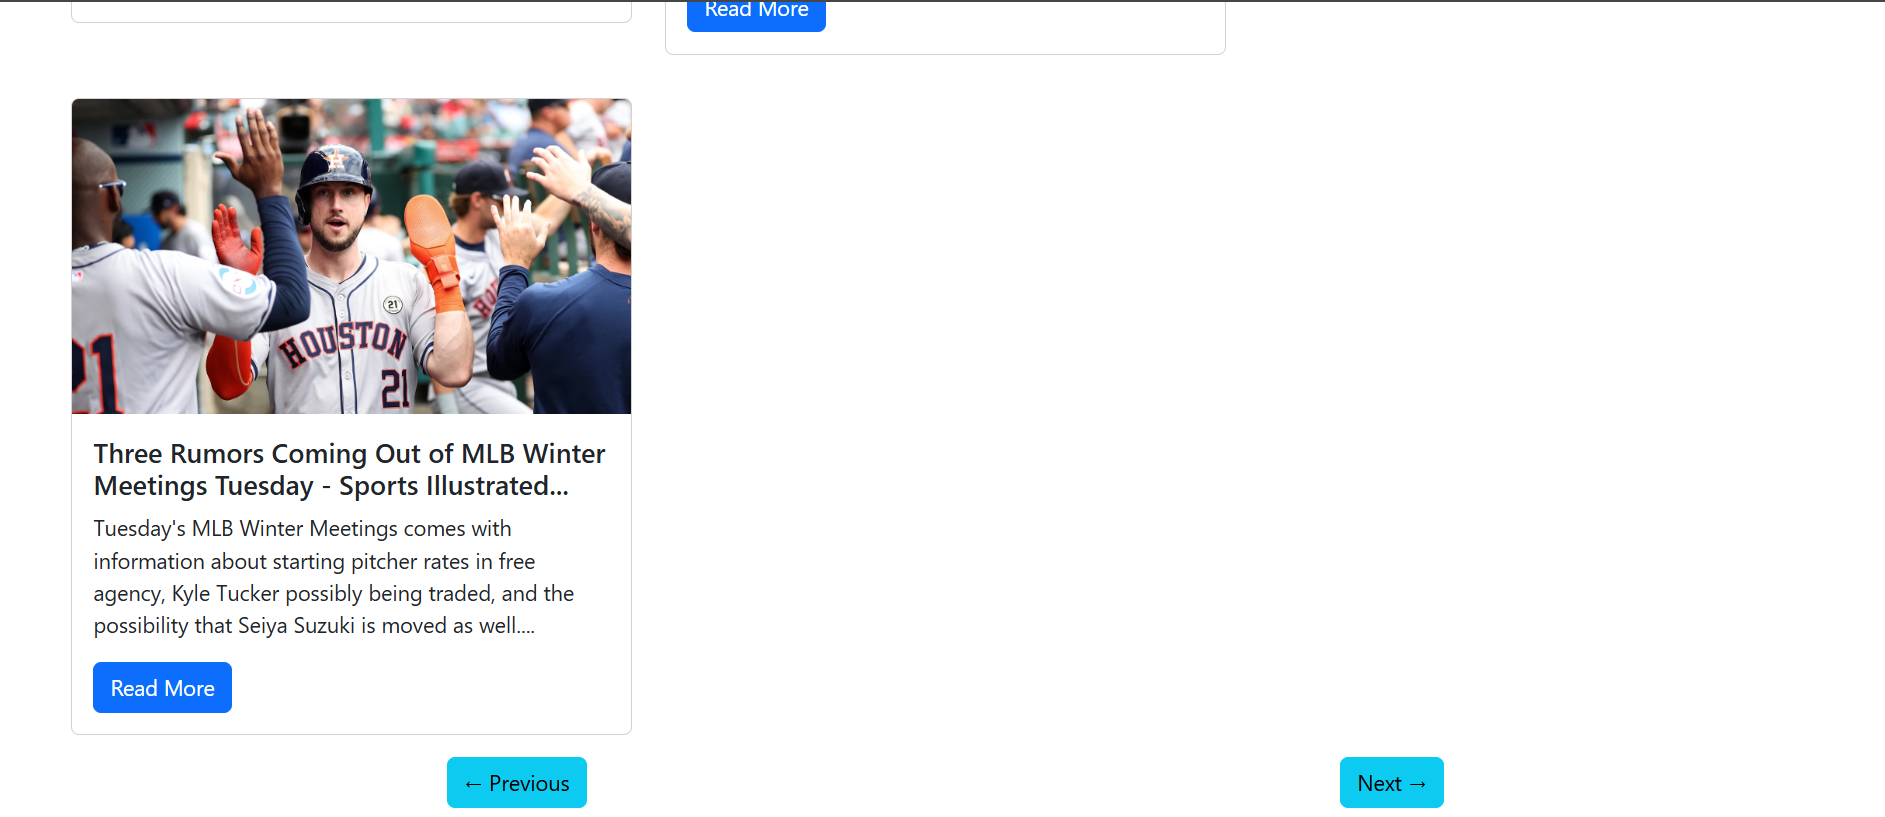 Read More
HOUSTON
21
21
21
HOU
Three Rumors Coming Out of MLB Winter
Meetings Tuesday - Sports Illustrated...
Tuesday's MLB Winter Meetings comes with
information about starting pitcher rates in free
agency, Kyle Tucker possibly being traded, and the
possibility that Seiya Suzuki is moved as well....
Read More
← Previous
Next →